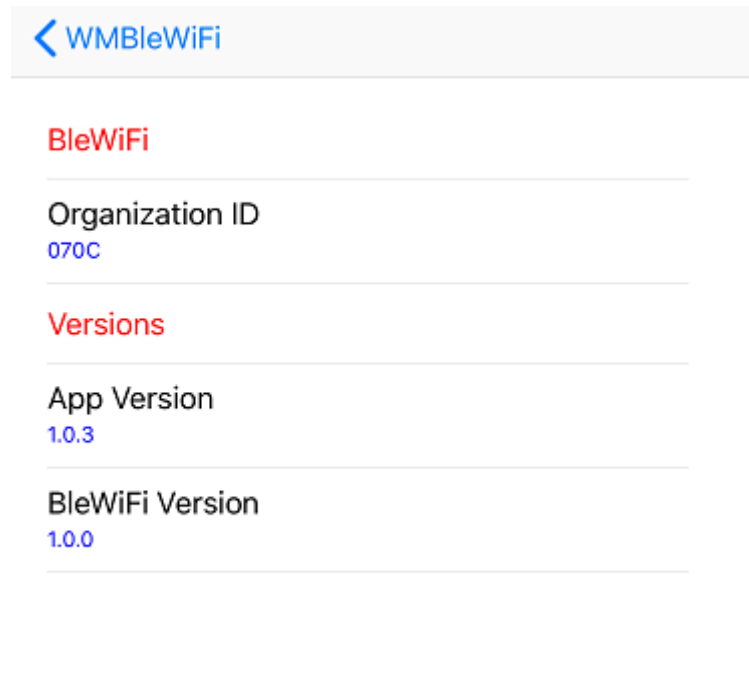 WMBleWiFi
BleWiFi
Organization ID
070C
Versions
App Version
1.0.3
BleWiFi Version
1.0.0